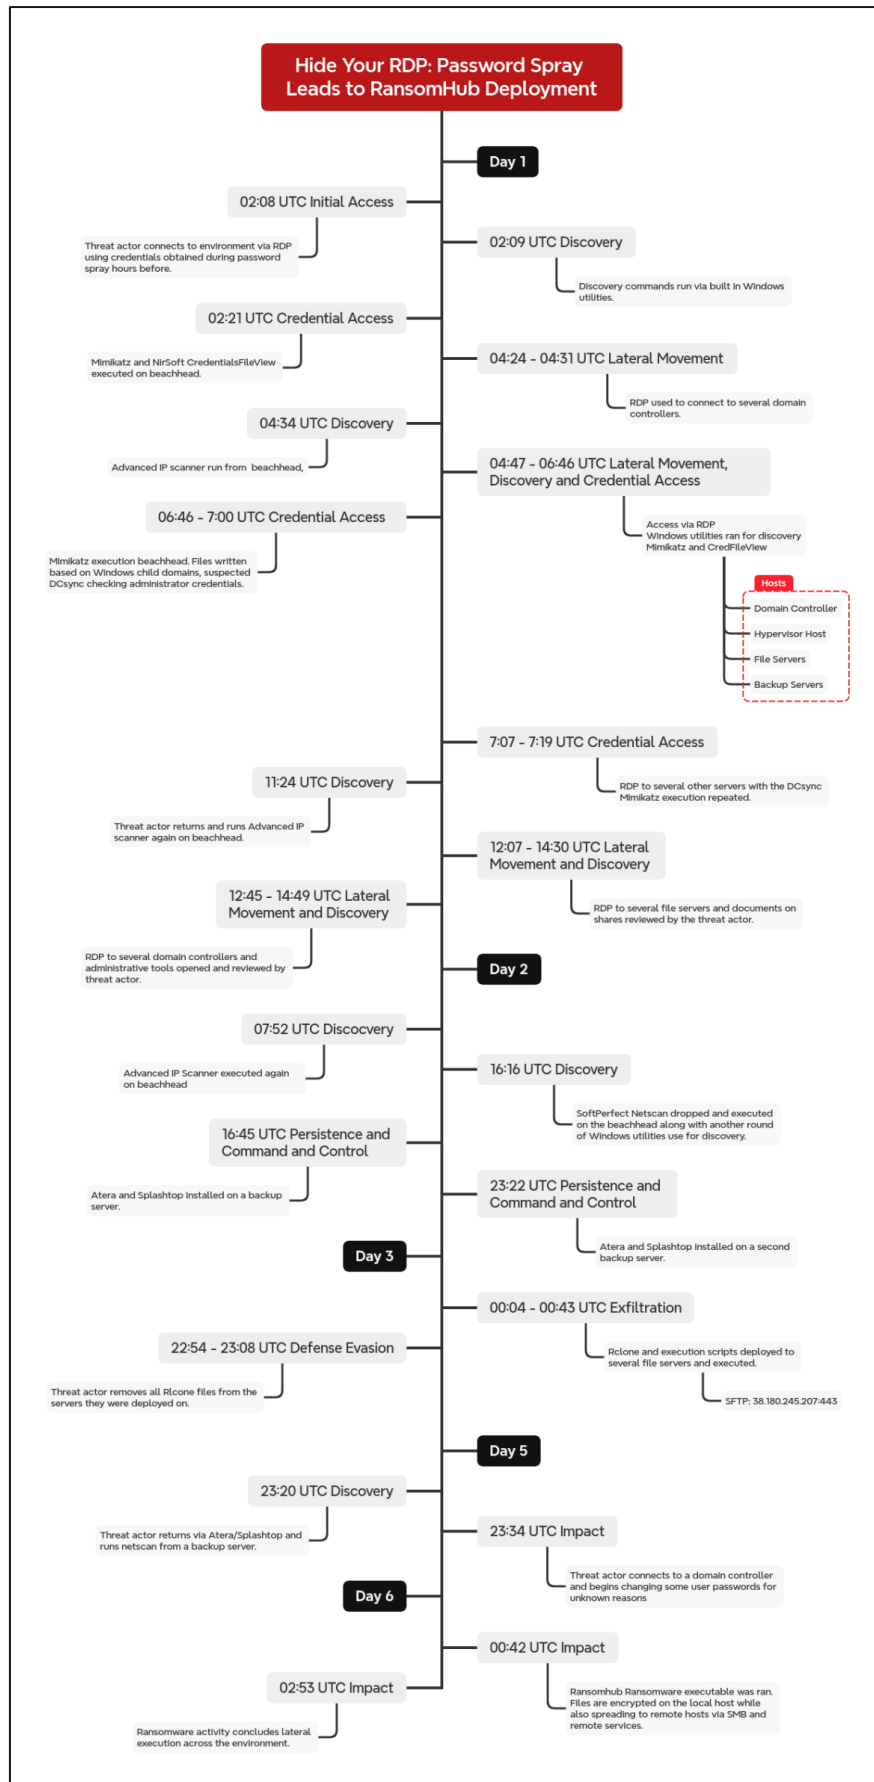 Hide Your RDP: Password Spray
Leads to RansomHub Deployment
Day 1
02:08 UTC Initial Access
Threat actor connects to environment via RDP
using credentials obtained during password
spray hours before.
02:09 UTC Discovery
Discovery commands run via built in Windows
utilities.
02:21 UTC Credential Access
Mimikatz and NirSoft CredentialsFileView
executed on beachhead.
04:24 - 04:31 UTC Lateral Movement
RDP used to connect to several domain
controllers.
04:34 UTC Discovery
Advanced IP scanner run from beachhead,
04:47 - 06:46 UTC Lateral Movement,
Discovery and Credential Access
Access via RDP
Windows utilities ran for discovery
Mimikatz and CredFileView
Hosts
Domain Controller
Hypervisor Host
File Servers
Backup Servers
06:46 - 7:00 UTC Credential Access
Mimikatz execution beachhead. Files written
based on Windows child domains, suspected
DCsync checking administrator credentials.
7:07 - 7:19 UTC Credential Access
RDP to several other servers with the DCsync
Mimikatz execution repeated.
11:24 UTC Discovery
Threat actor returns and runs Advanced IP
scanner again on beachhead.
12:07 - 14:30 UTC Lateral
Movement and Discovery
RDP to several file servers and documents on
shares reviewed by the threat actor.
12:45 - 14:49 UTC Lateral
Movement and Discovery
RDP to several domain controllers and
administrative tools opened and reviewed by
threat actor.
Day 2
07:52 UTC Discocvery
Advanced IP Scanner executed again
on beachhead
16:16 UTC Discovery
SoftPerfect Netscan dropped and executed
on the beachhead along with another round
of Windows utilities use for discovery.
16:45 UTC Persistence and
Command and Control
Atera and Splashtop installed on a backup
server.
23:22 UTC Persistence and
Command and Control
Atera and Splashtop installed on a second
backup server.
Day 3
00:04 - 00:43 UTC Exfiltration
Rclone and execution scripts deployed to
several file servers and executed.
SFTP: 38.180.245.207:443
22:54 - 23:08 UTC Defense Evasion
Threat actor removes all Rlcone files from the
servers they were deployed on.
Day 5
23:20 UTC Discovery
Threat actor returns via Atera/Splashtop and
runs netscan from a backup server.
23:34 UTC Impact
Threat actor connects to a domain controller
and begins changing some user passwords for
unknown reasons
Day 6
00:42 UTC Impact
Ransomhub Ransomware executable was ran.
Files are encrypted on the local host while
also spreading to remote hosts via SMB and
remote services.
02:53 UTC Impact
Ransomware activity concludes lateral
execution across the environment.